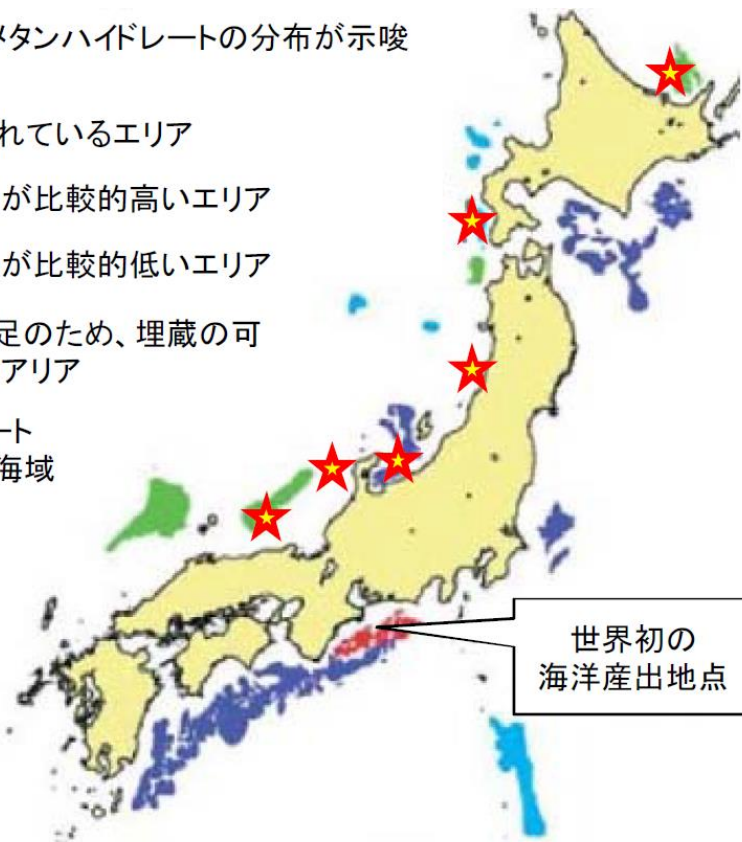 メタンハイドレートの分布が示唆
れているエリア
が比較的高いエリア
が比較的低いエリア
足のため、埋蔵の可
アリア
ート
海域
世界初の
海洋産出地点